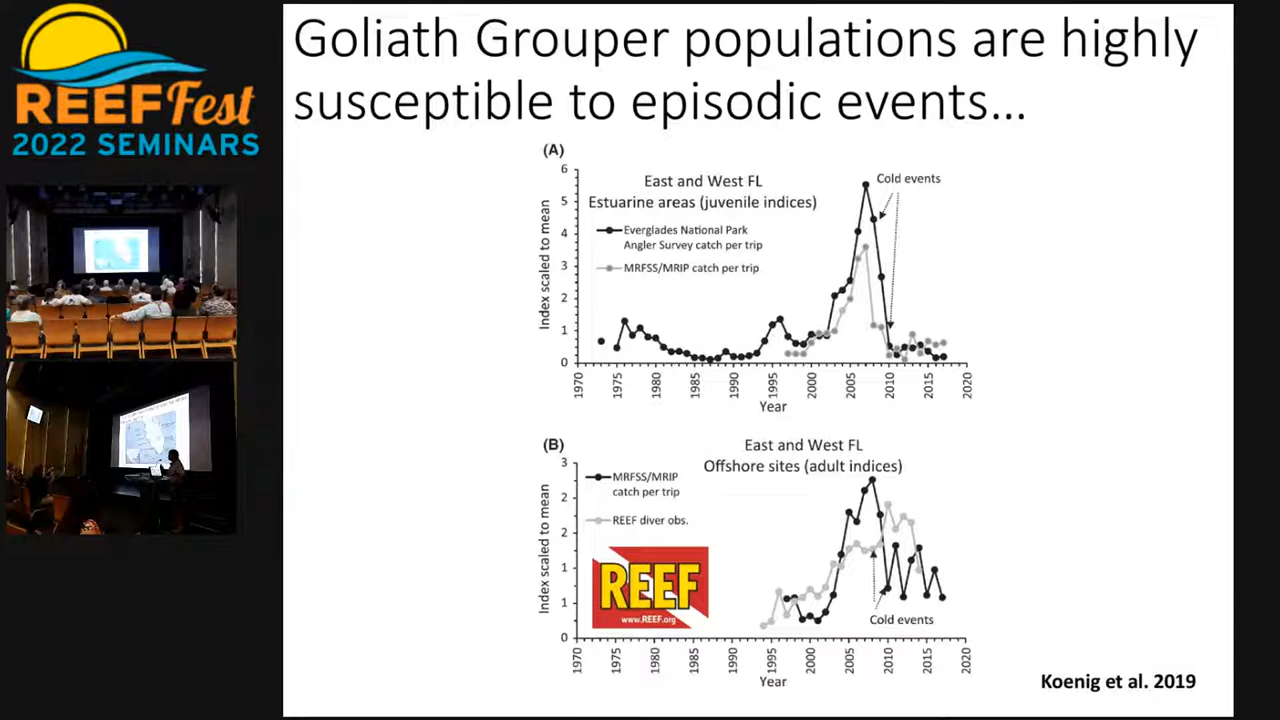 REEF Fest
2022 SEMINARS
Goliath Grouper populations are highly
susceptible to episodic events...
(A)
East and West FL
Estuarine areas (juvenile indices)
Everglades National Park
Angler Survey catch per trip
MRFSS/MRIP catch per trip
Cold events
Index scaled to mean
6
5
4
3
2
1
0
1970
1975
1980
1985
1990
1995
2000
2005
2010
2015
2020
Year
(B)
East and West FL
Offshore sites (adult indices)
MRFSS/MRIP
catch per trip
REEF diver obs.
REEF
www.REEF.org
Cold events
Index scaled to mean
3
2
2
1
1
0
1970
1975
1980
1985
1990
1995
2000
2005
2010
2015
2020
Year
Koenig et al. 2019